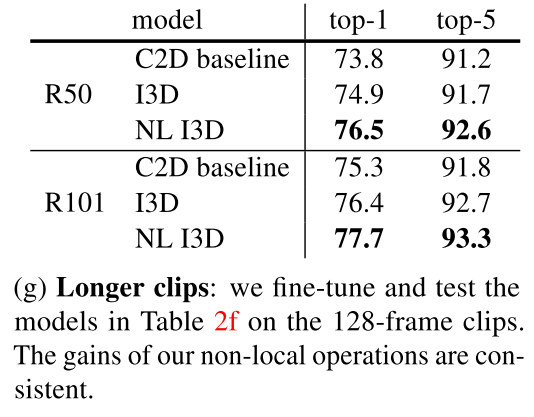 model top-1 top-5
C2D baseline 73.8 91.2
R50 I3D 74.9 91.7
NL I3D 76.5 92.6
C2D baseline 75.3 91.8
R101 I3D 76.4 92.7
NL I3D 77.7 93.3
(g) Longer clips: we fine-tune and test the
models in Table 2f on the 128-frame clips.
The gains of our non-local operations are con-
sistent.